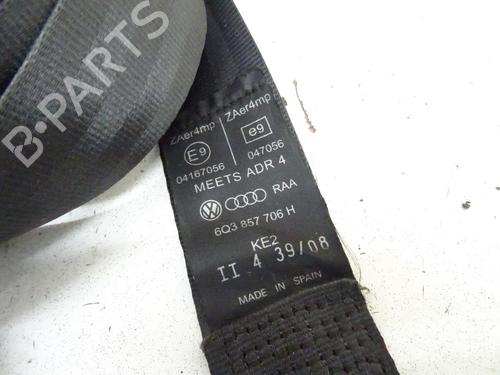 B-PARTS
ZAer4mp
ZAer4mp
E9
e9
04167056
047056
MEETS ADR 4
RAA
6Q3 857 706 H
KE2
II 4 39/08
MADE IN SPAIN